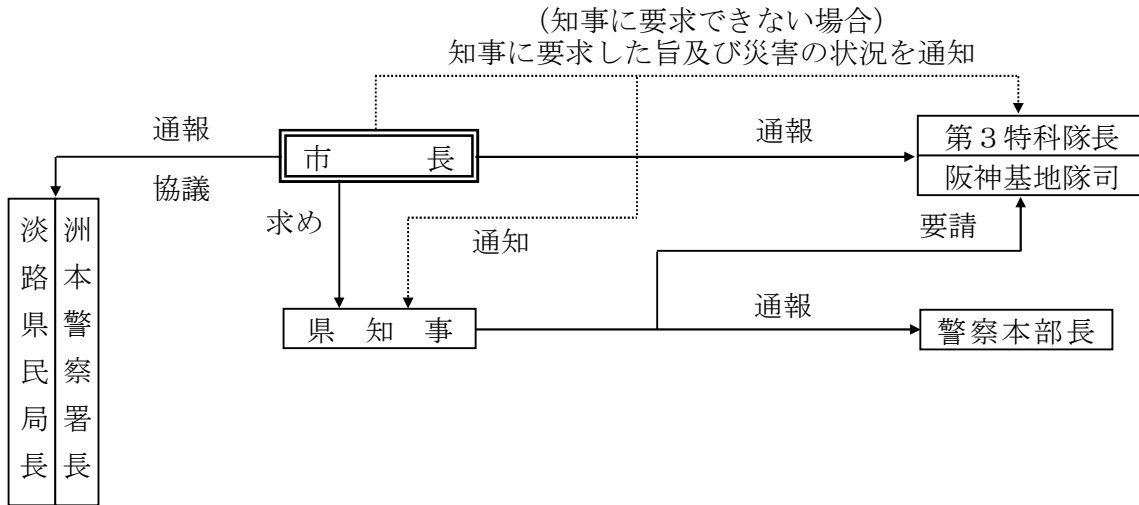 （知事に要求できない場合）
知事に要求した旨及び災害の状況を通知
通報
協議
市　長
通報
第３特科隊長
阪神基地隊司
求め
通知
要請
淡路県民局長
洲本警察署長
県　知　事
通報
警察本部長